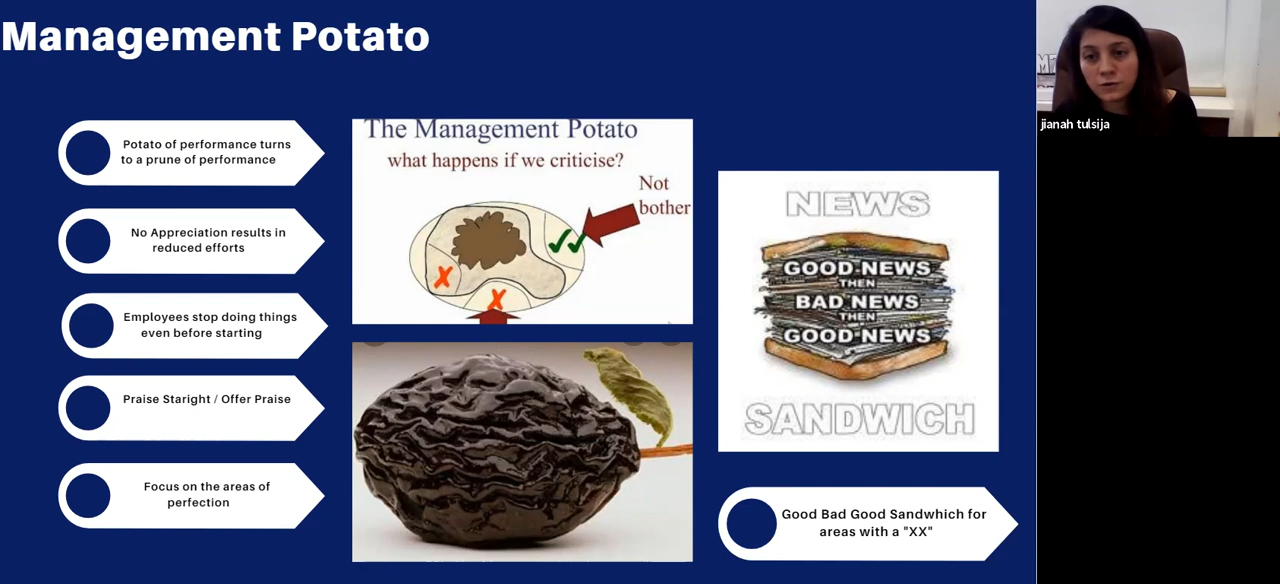 Management Potato
Potato of performance turns
to a prune of performance
No Appreciation results in
reduced efforts
Employees stop doing things
even before starting
Praise Staright / Offer Praise
Focus on the areas of
perfection
The Management Potato
what happens if we criticise?
Not
bother
NEWS
GOOD NEWS
THEN
BAD NEWS
THEN
GOOD NEWS
SANDWICH
Good Bad Good Sandwhich for
areas with a "XX"
jianah tulsija